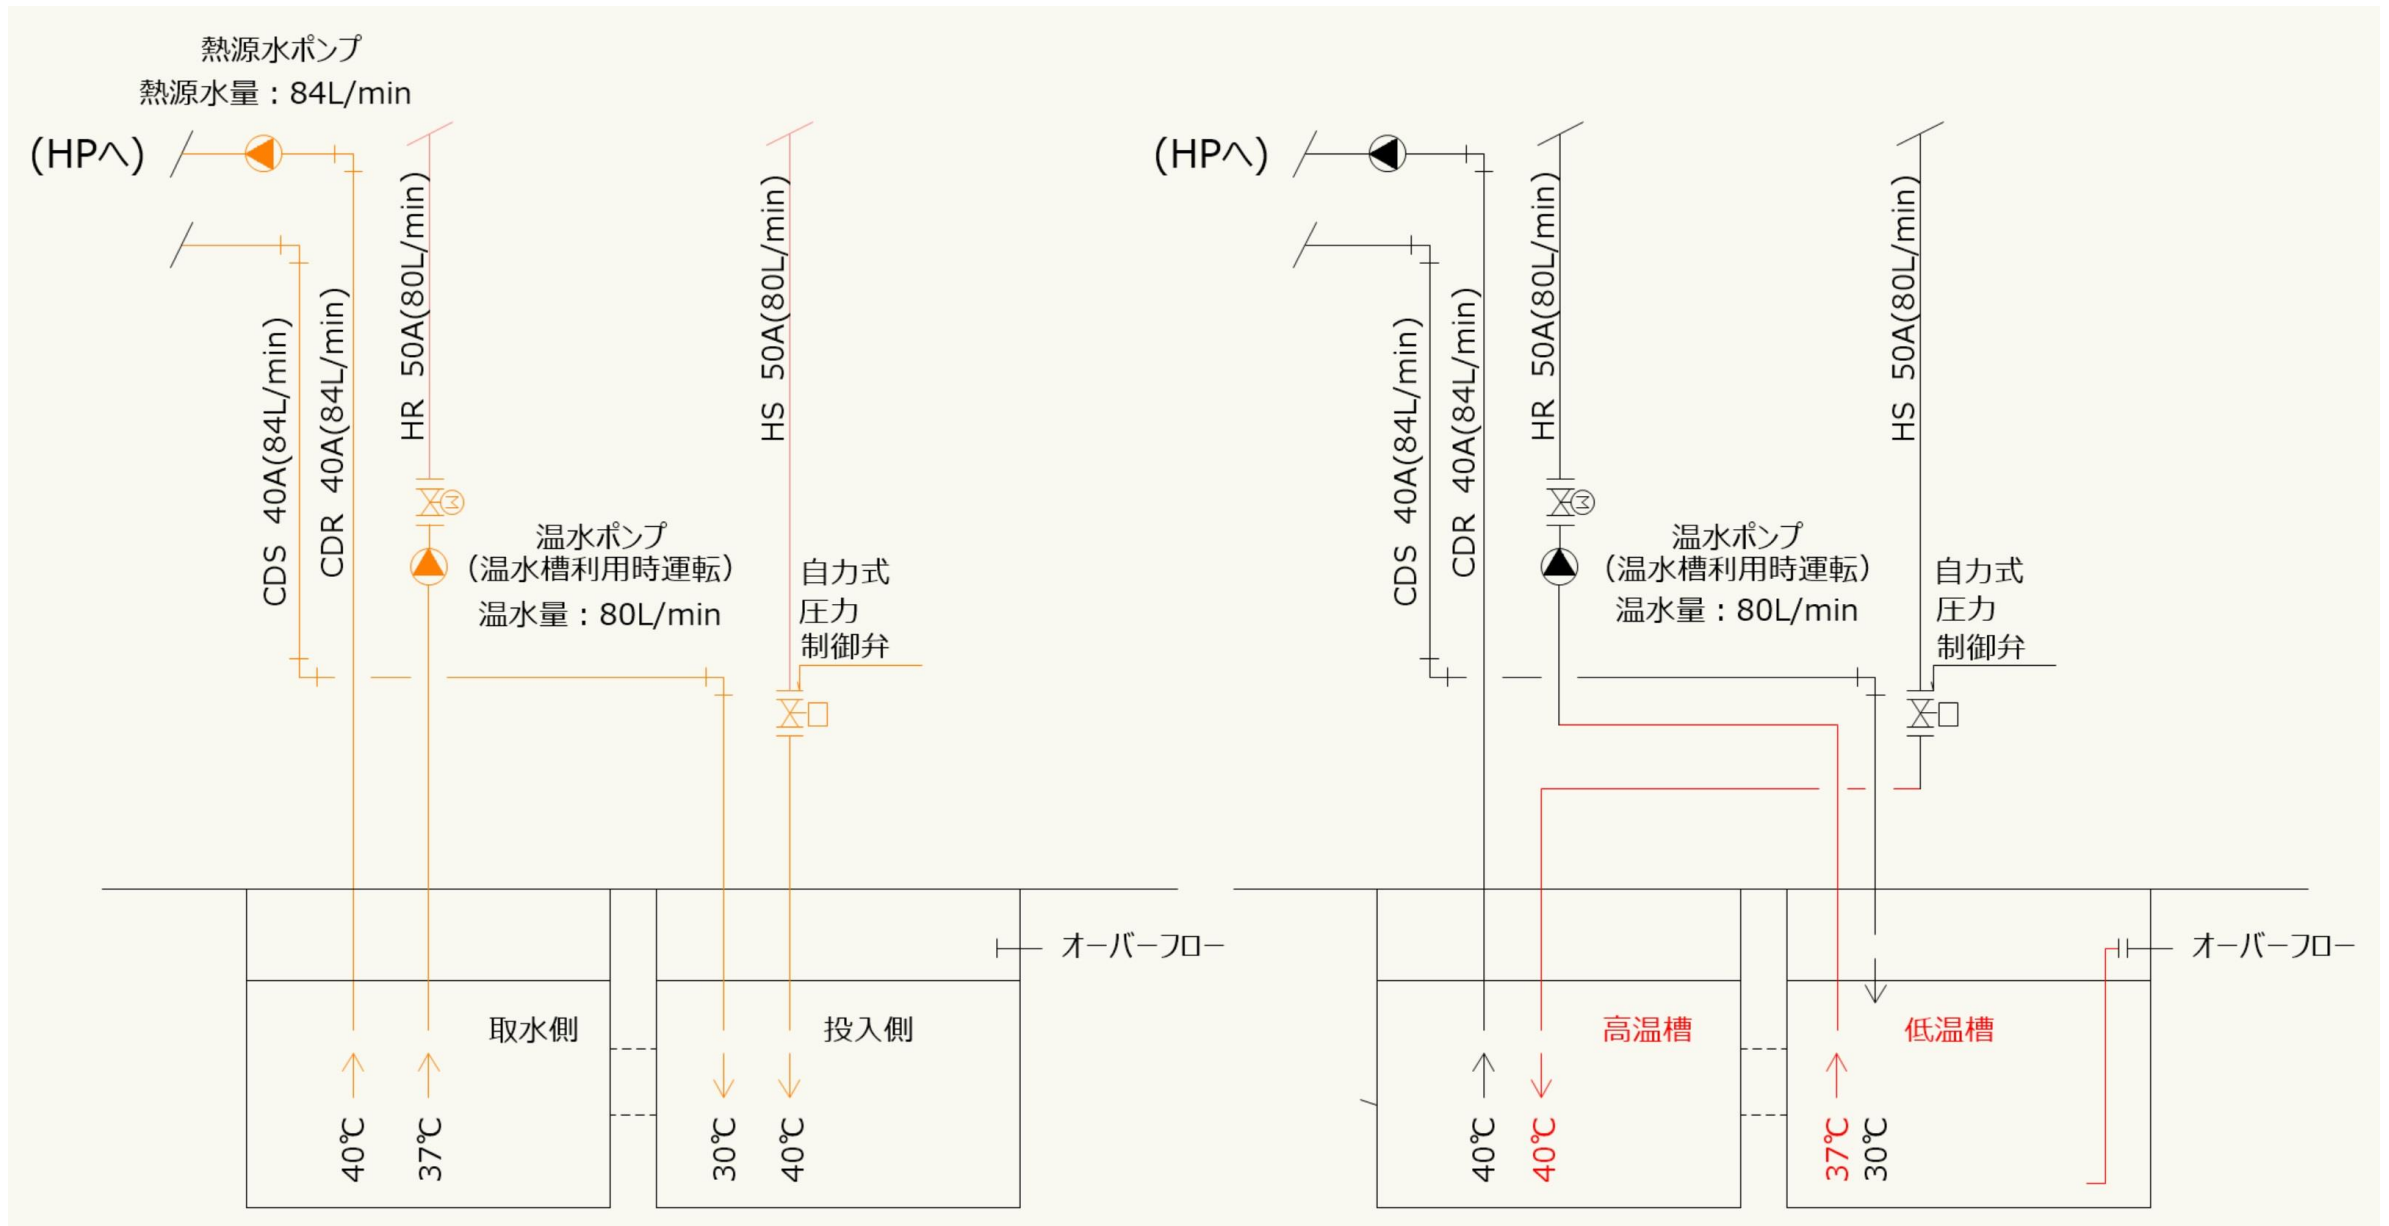 熱源水ポンプ
熱源水量：84L/min
(HPへ)
CDS 40A(84L/min)
CDR 40A(84L/min)
HR 50A(80L/min)
HS 50A(80L/min)
M
温水ポンプ
（温水槽利用時運転）
温水量：80L/min
自力式
圧力
制御弁
オーバーフロー
取水側
投入側
40℃
37℃
30℃
40℃
(HPへ)
CDS 40A(84L/min)
CDR 40A(84L/min)
HR 50A(80L/min)
HS 50A(80L/min)
M
温水ポンプ
（温水槽利用時運転）
温水量：80L/min
自力式
圧力
制御弁
オーバーフロー
高温槽
低温槽
40℃
40℃
37℃
30℃